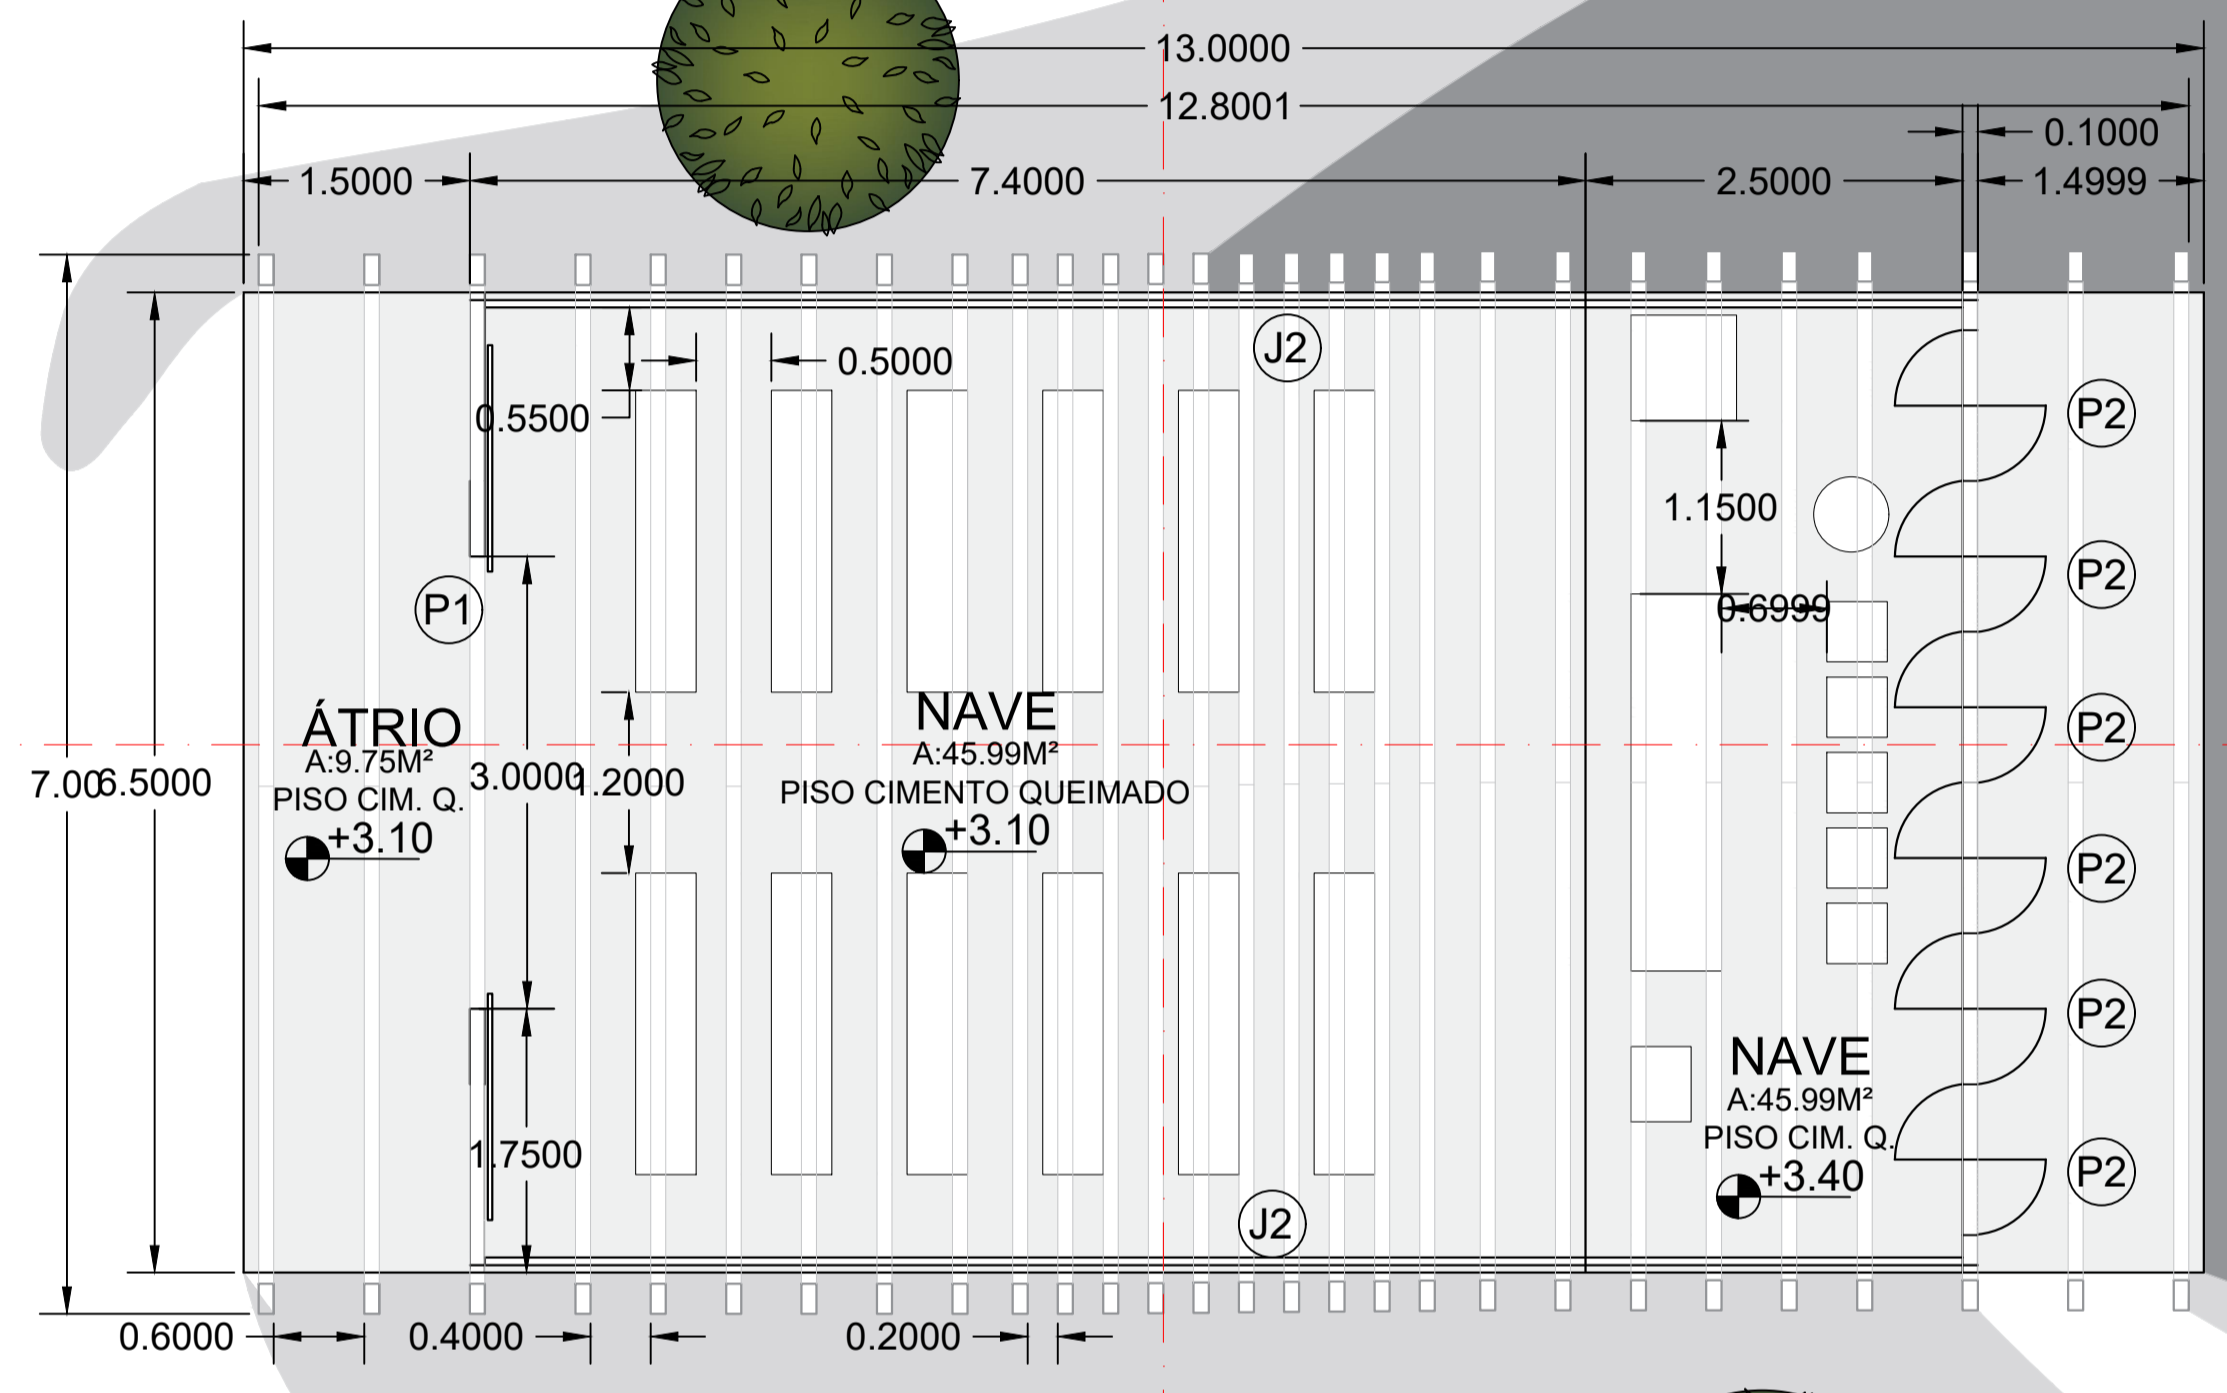 13.0000
12.8001
0.1000
1.5000
7.4000
2.5000
1.4999
J2
0.5000
0.5500
P2
1.1500
P2
P1
0.6999
ÁTRIO
A:9.75M²
PISO CIM. Q.
+3.10
NAVE
A:45.99M²
PISO CIMENTO QUEIMADO
+3.10
P2
7.00
6.5000
3.0000
1.2000
P2
P2
NAVE
A:45.99M²
PISO CIM. Q.
+3.40
P2
1.7500
J2
0.6000
0.4000
0.2000